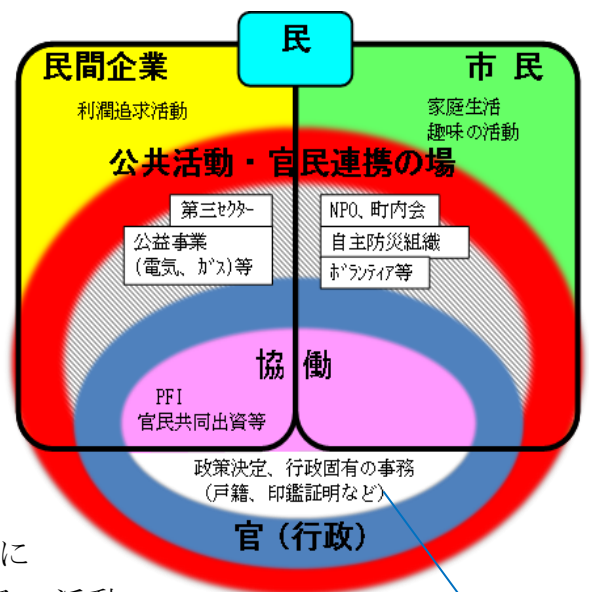 民
民間企業
市 民
利潤追求活動
家庭生活
趣味の活動
公共活動・官民連携の場
第三ｾｸﾀｰ
NPO、町内会
公益事業
(電気、ｶﾞｽ)等
自主防災組織
ﾎﾞﾗﾝﾃｨｱ等
協 働
PFI
官民共同出資等
政策決定、行政固有の事務
（戸籍、印鑑証明など）
官（行政）
に
活動